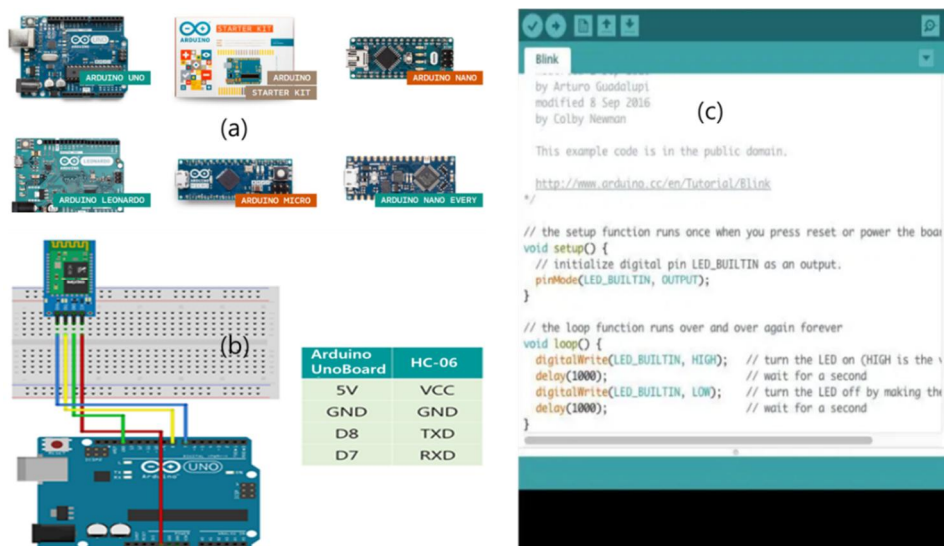 ARDUINO UNO
ARDUINO
STARTER KIT
ARDUINO
STARTER KIT
ARDUINO NANO
(a)
LEONARDO
ARDUINO LEONARDO
ARDUINO MICRO
ARDUINO NANO EVERY
(b)
UNO
Arduino
UnoBoard
HC-06
5V VCC
GND GND
D8 TXD
D7 RXD
Blink
by Arturo Guadalupi
modified 8 Sep 2016
by Colby Newman
(c)
This example code is in the public domain.
http://www.arduino.cc/en/Tutorial/Blink
*/
// the setup function runs once when you press reset or power the boar
void setup() {
// initialize digital pin LED_BUILTIN as an output.
pinMode(LED_BUILTIN, OUTPUT);
}
// the loop function runs over and over again forever
void loop() {
digitalWrite(LED_BUILTIN, HIGH); // turn the LED on (HIGH is the v
delay(1000); // wait for a second
digitalWrite(LED_BUILTIN, LOW); // turn the LED off by making the
delay(1000); // wait for a second
}